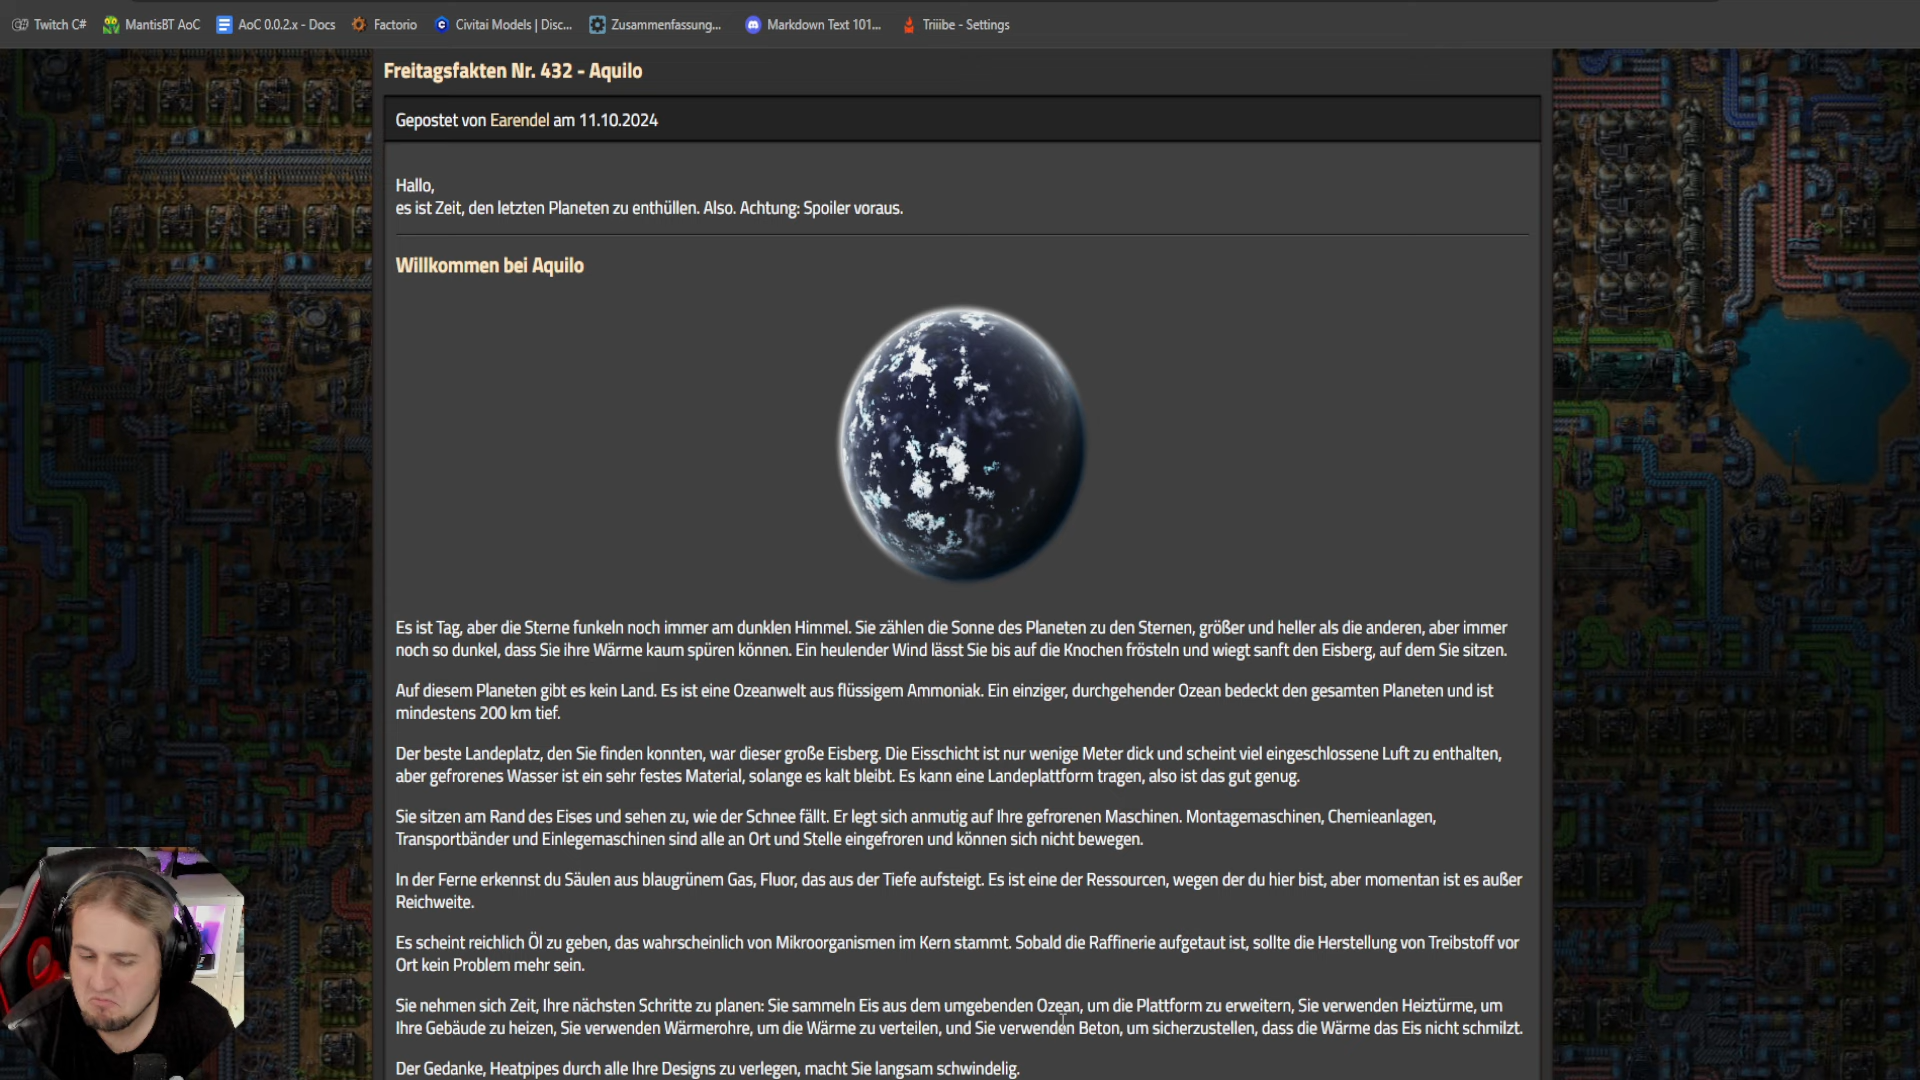 Twitch C#
MantisBT AoC
AoC 0.0.2.x - Docs
Factorio
Civitai Models | Disc...
Zusammenfassung...
Markdown Text 101...
Triiibe - Settings
Freitagsfakten Nr. 432 - Aquilo
Gepostet von Earendel am 11.10.2024
Hallo,
es ist Zeit, den letzten Planeten zu enthüllen. Also. Achtung: Spoiler voraus.
Willkommen bei Aquilo
Es ist Tag, aber die Sterne funkeln noch immer am dunklen Himmel. Sie zählen die Sonne des Planeten zu den Sternen, größer und heller als die anderen, aber immer
noch so dunkel, dass Sie ihre Wärme kaum spüren können. Ein heulender Wind lässt Sie bis auf die Knochen frösteln und wiegt sanft den Eisberg, auf dem Sie sitzen.
Auf diesem Planeten gibt es kein Land. Es ist eine Ozeanwelt aus flüssigem Ammoniak. Ein einziger, durchgehender Ozean bedeckt den gesamten Planeten und ist
mindestens 200 km tief.
Der beste Landeplatz, den Sie finden konnten, war dieser große Eisberg. Die Eisschicht ist nur wenige Meter dick und scheint viel eingeschlossene Luft zu enthalten,
aber gefrorenes Wasser ist ein sehr festes Material, solange es kalt bleibt. Es kann eine Landeplattform tragen, also ist das gut genug.
Sie sitzen am Rand des Eises und sehen zu, wie der Schnee fällt. Er legt sich anmutig auf Ihre gefrorenen Maschinen. Montagemaschinen, Chemieanlagen,
Transportbänder und Einlegemaschinen sind alle an Ort und Stelle eingefroren und können sich nicht bewegen.
In der Ferne erkennst du Säulen aus blaugrünem Gas, Fluor, das aus der Tiefe aufsteigt. Es ist eine der Ressourcen, wegen der du hier bist, aber momentan ist es außer
Reichweite.
Es scheint reichlich Öl zu geben, das wahrscheinlich von Mikroorganismen im Kern stammt. Sobald die Raffinerie aufgetaut ist, sollte die Herstellung von Treibstoff vor
Ort kein Problem mehr sein.
Sie nehmen sich Zeit, Ihre nächsten Schritte zu planen: Sie sammeln Eis aus dem umgebenden Ozean, um die Plattform zu erweitern, Sie verwenden Heiztürme, um
Ihre Gebäude zu heizen, Sie verwenden Wärmerohre, um die Wärme zu verteilen, und Sie verwenden Beton, um sicherzustellen, dass die Wärme das Eis nicht schmilzt.
Der Gedanke, Heatpipes durch alle Ihre Designs zu verlegen, macht Sie langsam schwindelig.